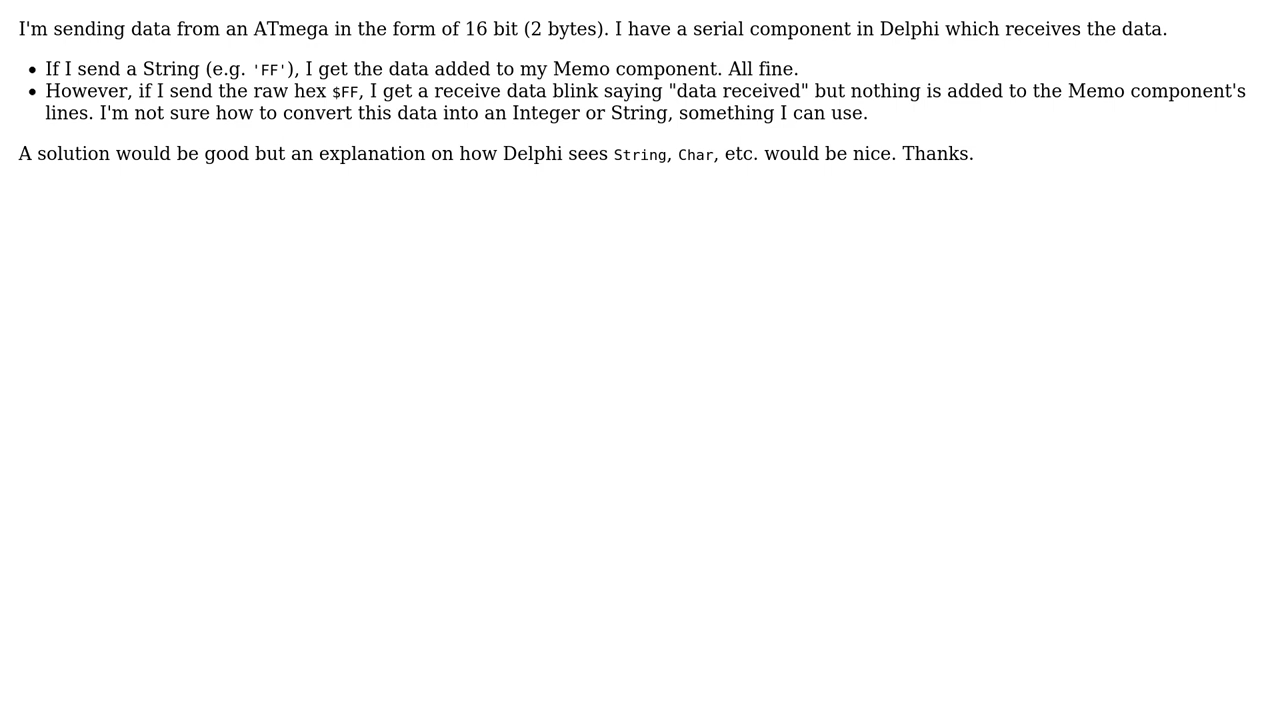 I'm sending data from an ATmega in the form of 16 bit (2 bytes). I have a serial component in Delphi which receives the data.
• If I send a String (e.g. 'FF'), I get the data added to my Memo component. All fine.
• However, if I send the raw hex $FF, I get a receive data blink saying "data received" but nothing is added to the Memo component's
lines. I'm not sure how to convert this data into an Integer or String, something I can use.
A solution would be good but an explanation on how Delphi sees String, Char, etc. would be nice. Thanks.